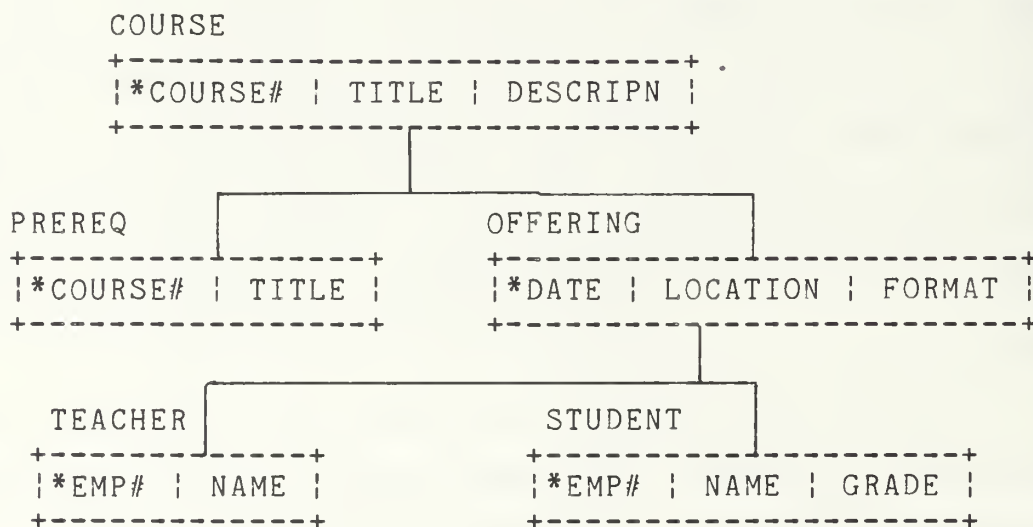 COURSE
*COURSE# | TITLE | DESCRIPN
PREREQ OFFERING
*COURSE# | TITLE *DATE | LOCATION | FORMAT
TEACHER STUDENT
*EMP# | NAME *EMP# | NAME | GRADE